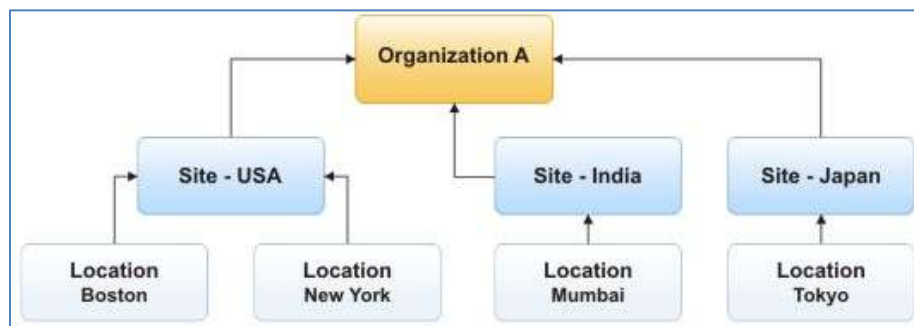 Organization A
Site - USA
Site - India
Site - Japan
Location
Boston
Location
New York
Location
Mumbai
Location
Tokyo